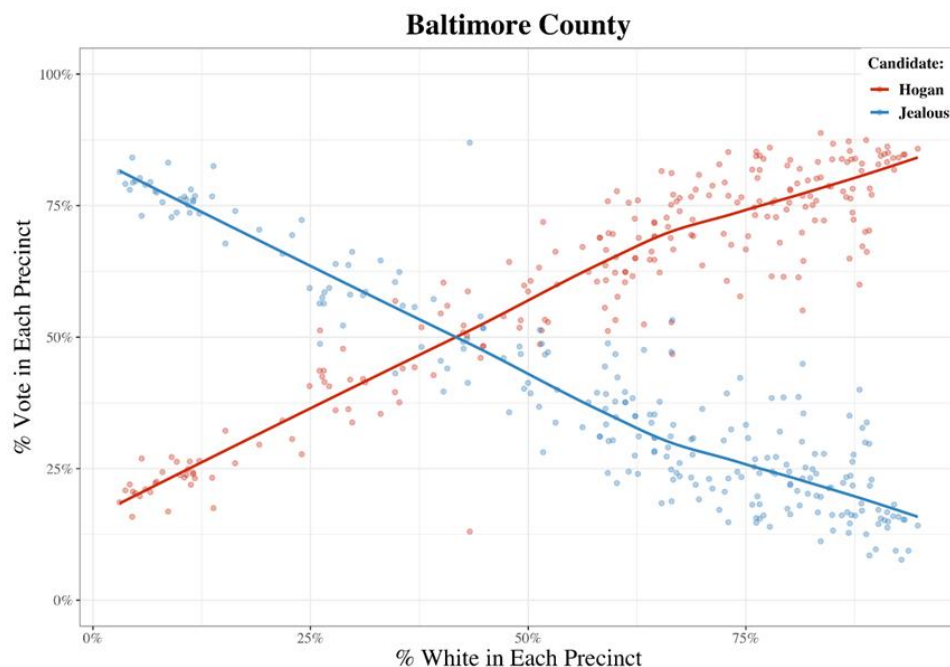 Baltimore County
Candidate:
Hogan
Jealous
100%
75%
50%
25%
0%
% Vote in Each Precinct
0%
25%
50%
75%
% White in Each Precinct